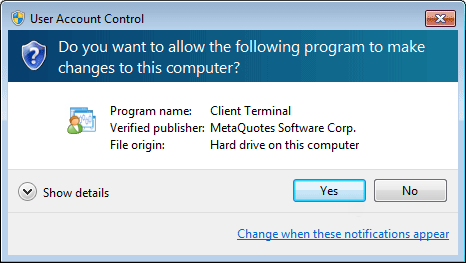 User Account Control
Do you want to allow the following program to make
changes to this computer?
Program name: Client Terminal
Verified publisher: MetaQuotes Software Corp.
File origin: Hard drive on this computer
Show details
Yes
No
Change when these notifications appear